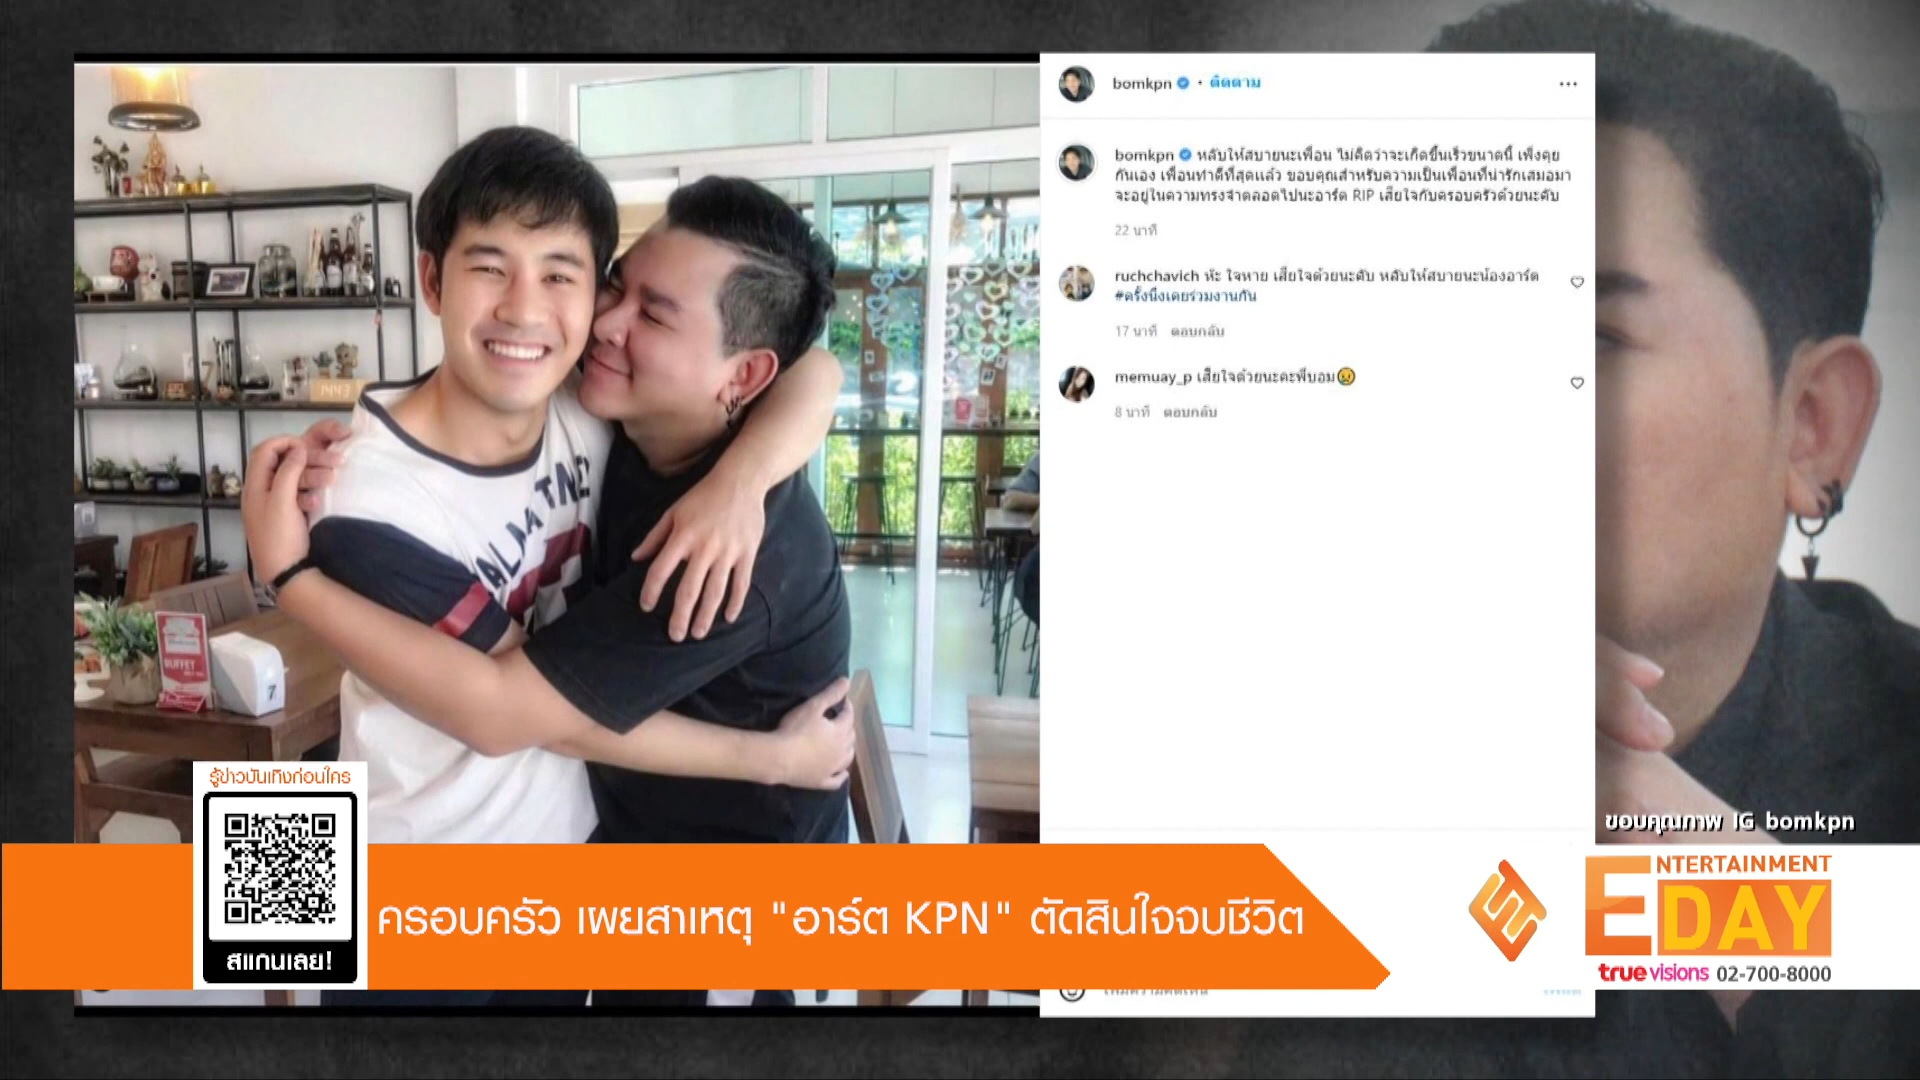 bomkpn • ติดตาม
bomkpn หลับให้สบายนะเพื่อน ไม่คิดว่าจะเกิดขึ้นเร็วขนาดนี้ เพิ่งคุย
กันเอง เพื่อนทำดีที่สุดแล้ว ขอบคุณสำหรับความเป็นเพื่อนที่น่ารักเสมอมา
จะอยู่ในความทรงจำตลอดไปนะอาร์ต RIP เสียใจกับครอบครัวด้วยนะคับ
22 นาที
ruchchavich ห๊ะ ใจหาย เสียใจด้วยนะคับ หลับให้สบายนะน้องอาร์ต
#ครั้งนึงเคยร่วมงานกัน
17 นาที ตอบกลับ
memuay_p เสียใจด้วยนะคะพี่บอม😢
8 นาที ตอบกลับ
1447
7
BUFFET
7
รู้ข่าวบันเทิงก่อนใคร
สแกนเลย!
ครอบครัว เผยสาเหตุ "อาร์ต KPN" ตัดสินใจจบชีวิต
ขอบคุณภาพ IG bomkpn
ENTERTAINMENT
DAY
truevisions 02-700-8000